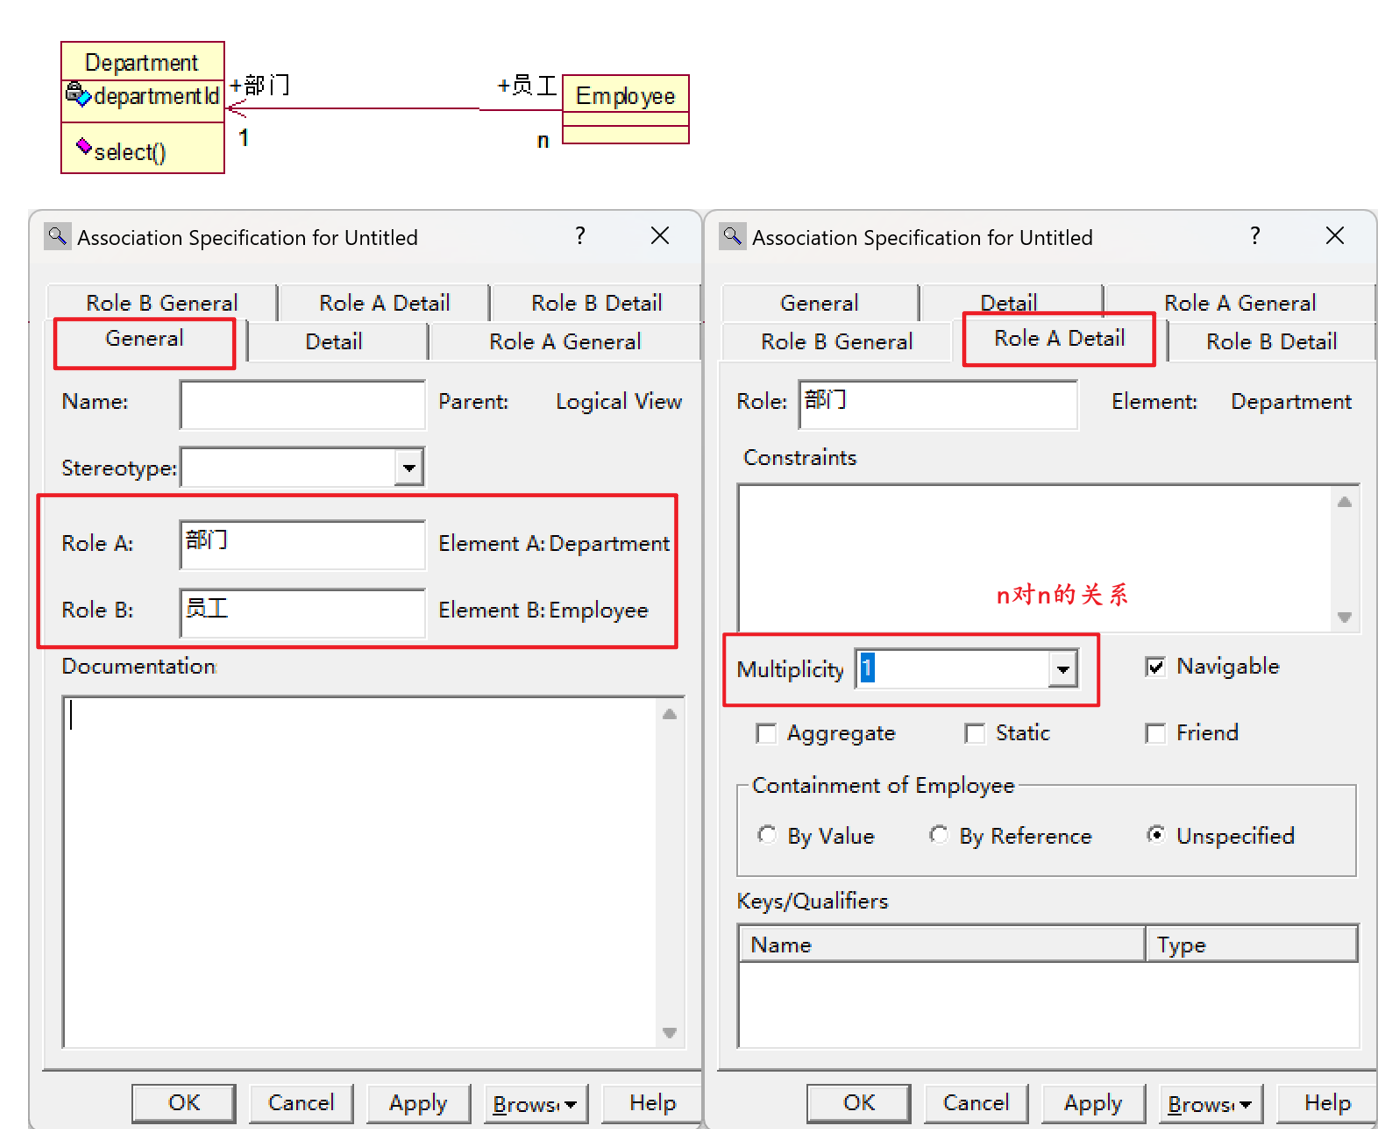 Department
departmentId
select()
+部门
1
+员工
n
Employee
Association Specification for Untitled
?
Role B General
Role A Detail
Role B Detail
General
Detail
Role A General
Name:
Parent:
Logical View
Stereotype:
Role A:
部门
Element A:Department
Role B:
员工
Element B:Employee
Documentation:
OK
Cancel
Apply
Brows
Help
Association Specification for Untitled
?
General
Detail
Role A General
Role B General
Role A Detail
Role B Detail
Role:
部门
Element:
Department
Constraints
n对n的关系
Multiplicity
1
Navigable
Aggregate
Static
Friend
Containment of Employee
By Value
By Reference
Unspecified
Keys/Qualifiers
Name
Type
OK
Cancel
Apply
Brows
Help